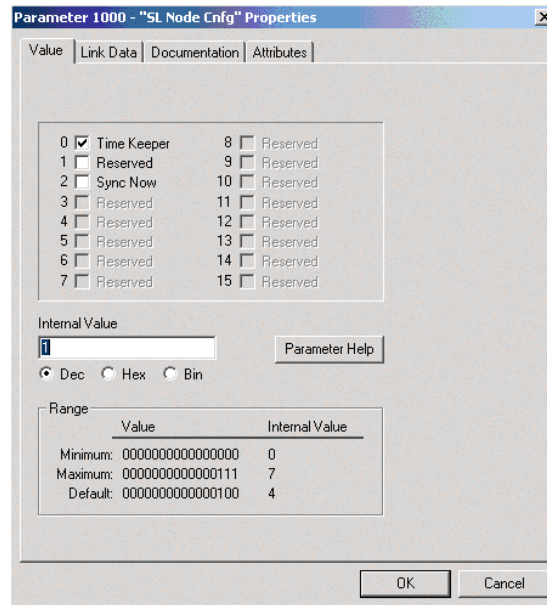 Parameter 1000 - "SL Node Cnfg" Properties
Value Link Data Documentation Attributes
0 Time Keeper 8 Reserved
1 Reserved 9 Reserved
2 Sync Now 10 Reserved
3 Reserved 11 Reserved
4 Reserved 12 Reserved
5 Reserved 13 Reserved
6 Reserved 14 Reserved
7 Reserved 15 Reserved
Internal Value
1 Parameter Help
Dec Hex Bin
Range
Value Internal Value
Minimum: 0000000000000000 0
Maximum: 0000000000000111 7
Default: 0000000000000100 4
OK Cancel